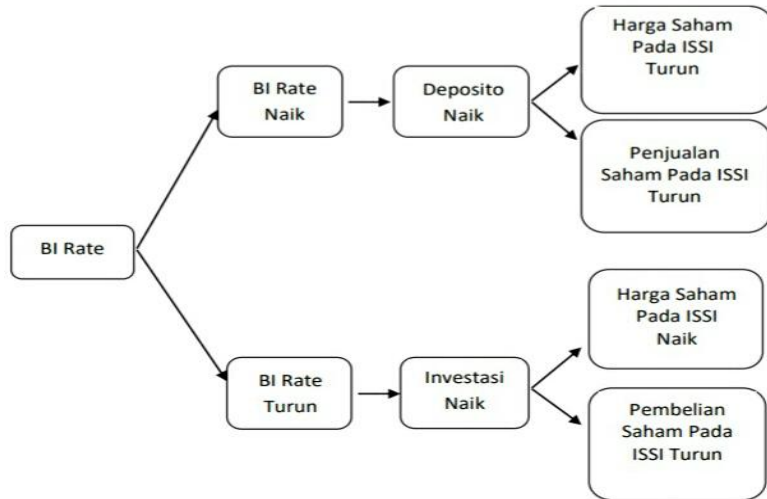 Harga Saham
Pada ISSI
Turun
BI Rate
Naik
Deposito
Naik
Penjualan
Saham Pada ISSI
Turun
BI Rate
Harga Saham
Pada ISSI
Naik
BI Rate
Turun
Investasi
Naik
Pembelian
Saham Pada
ISSI Turun